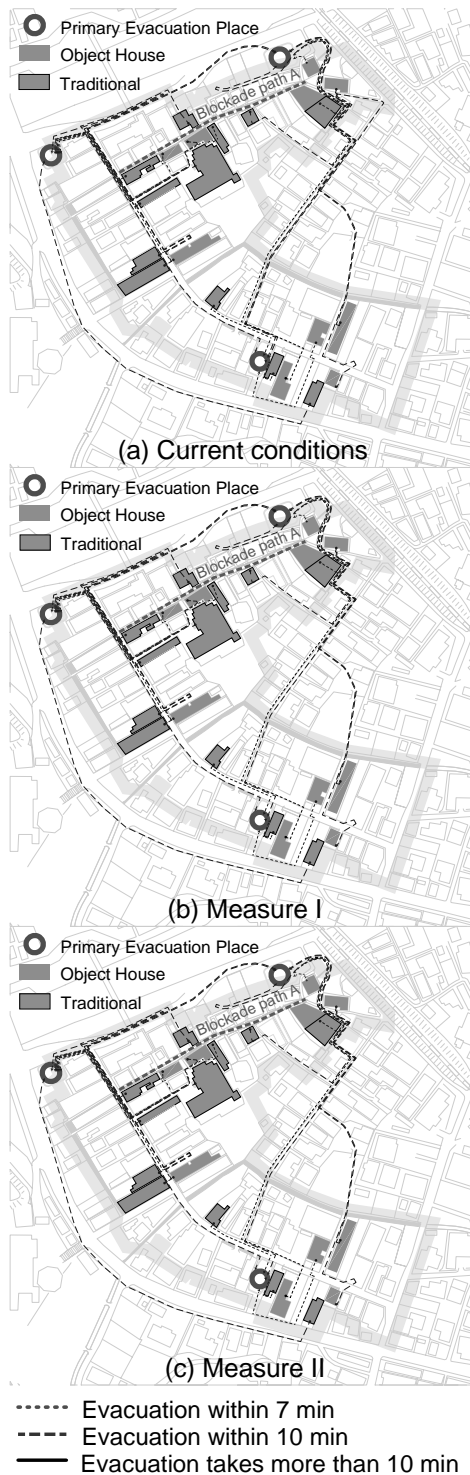 Primary Evacuation Place
Object House
Traditional
Blockade path A
(a) Current conditions
Primary Evacuation Place
Object House
Traditional
Blockade path A
(b) Measure I
Primary Evacuation Place
Object House
Traditional
Blockade path A
(c) Measure II
Evacuation within 7 min
Evacuation within 10 min
Evacuation takes more than 10 min